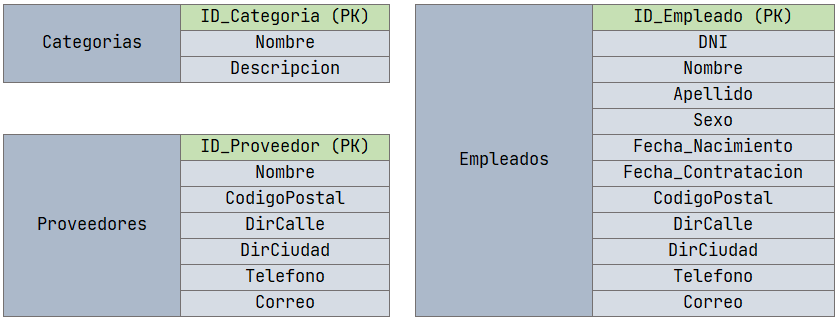 Categorias
ID_Categoria (PK)
Nombre
Descripcion
Proveedores
ID_Proveedor (PK)
Nombre
CodigoPostal
DirCalle
DirCiudad
Telefono
Correo
Empleados
ID_Empleado (PK)
DNI
Nombre
Apellido
Sexo
Fecha_Nacimiento
Fecha_Contratacion
CodigoPostal
DirCalle
DirCiudad
Telefono
Correo